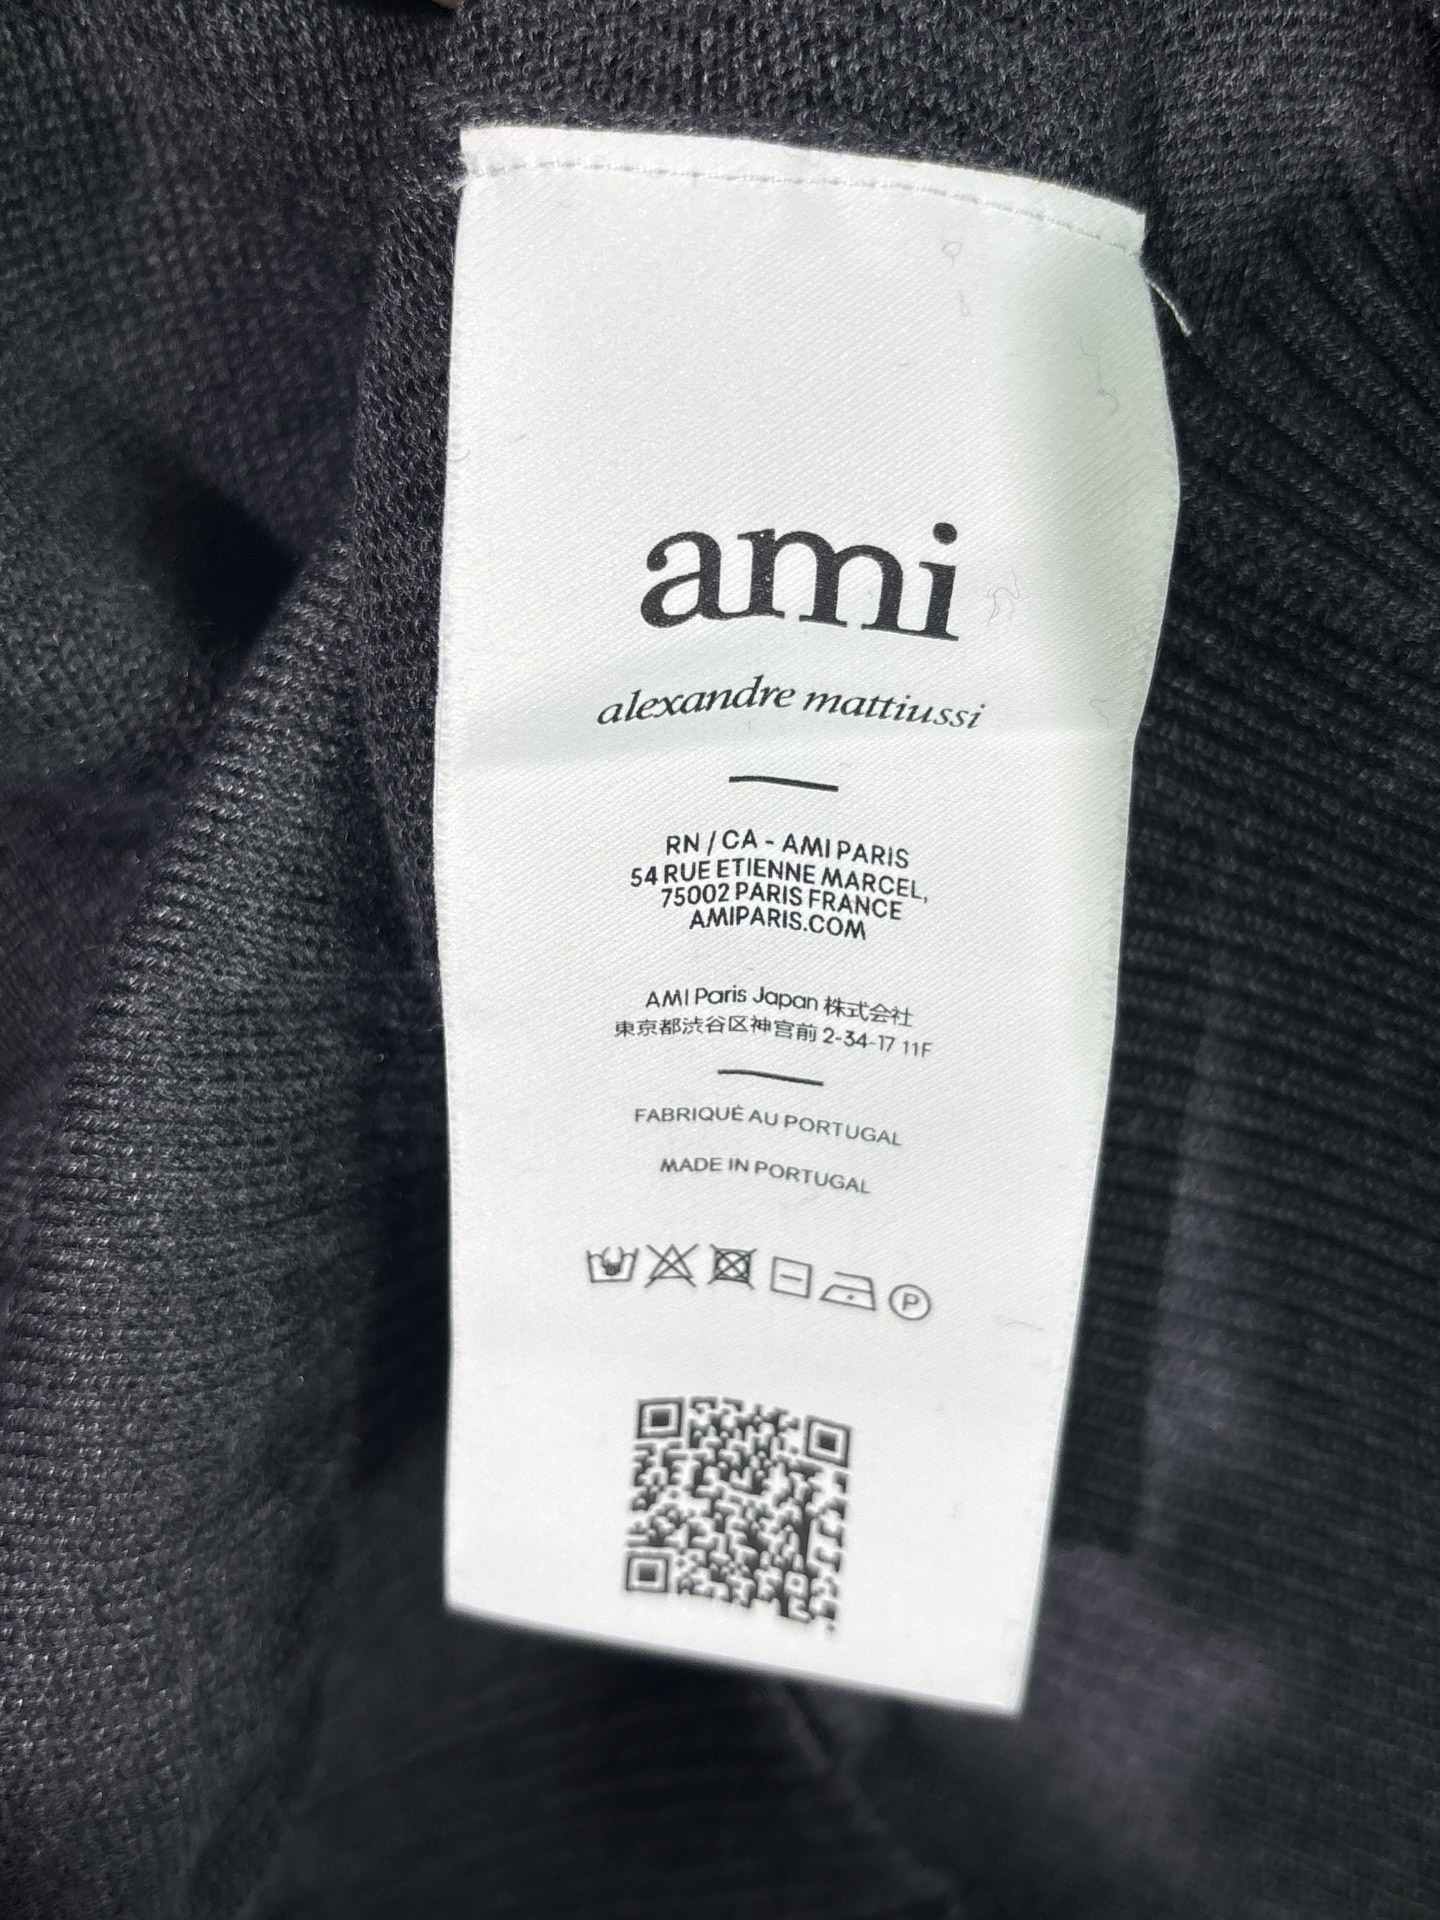 ami
alexandre mattiussi
RN / CA - AMI PARIS
54 RUE ETIENNE MARCEL,
75002 PARIS FRANCE
AMIPARIS.COM
AMI Paris Japan 株式会社
東京都渋谷区神宮前 2-34-17 11F
FABRIQUÉ AU PORTUGAL
MADE IN PORTUGAL
P